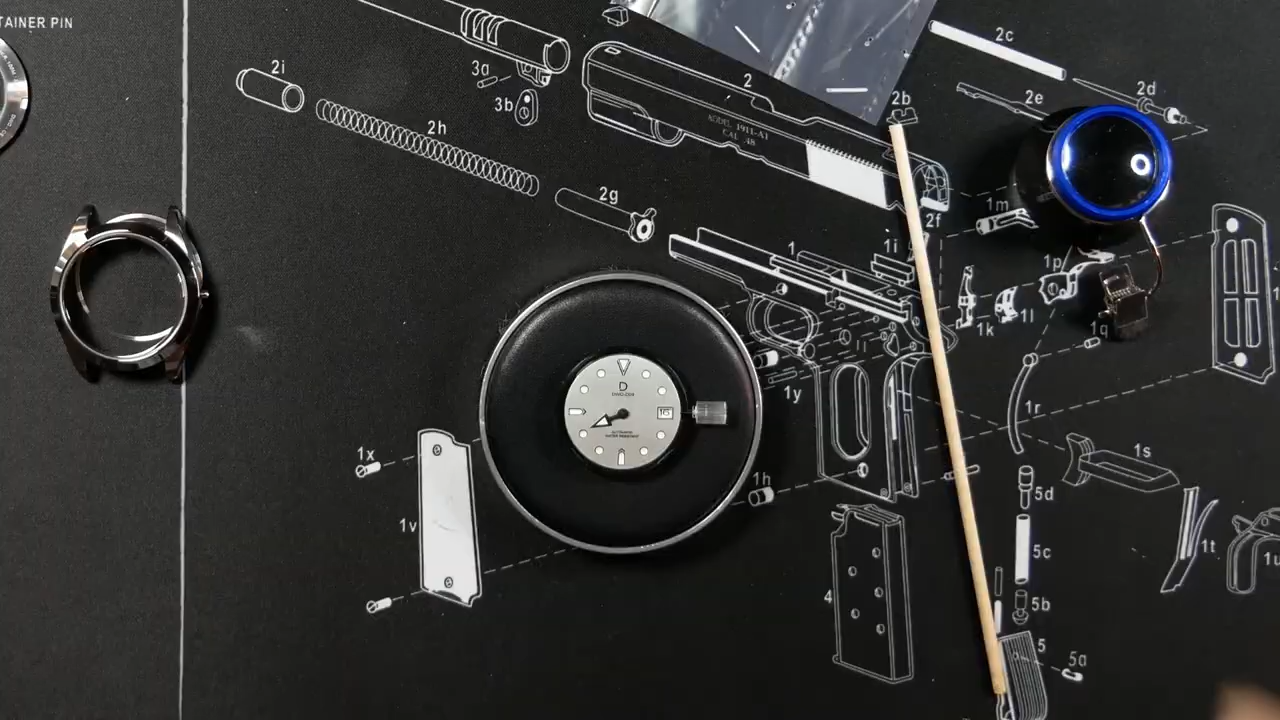 TAINER PIN
2c
2i
3a
2
2d
3b
2b
2e
2h
MODEL 1911-A1
CAL .45
2g
1m
2f
1
1i
1p
1k
1l
1q
1y
D
16
AUTOMATIC
WATER RESISTANT
1r
1x
1s
1h
5d
1v
5c
1t
1u
4
5b
5
5a